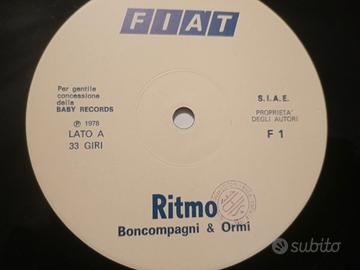 FIAT
Per gentile
concessione
della
BABY RECORDS
Ⓟ 1978
LATO A
33 GIRI
S.I.A.E.
PROPRIETA'
DEGLI AUTORI
F 1
Ritmo
Boncompagni & Ormi
subito